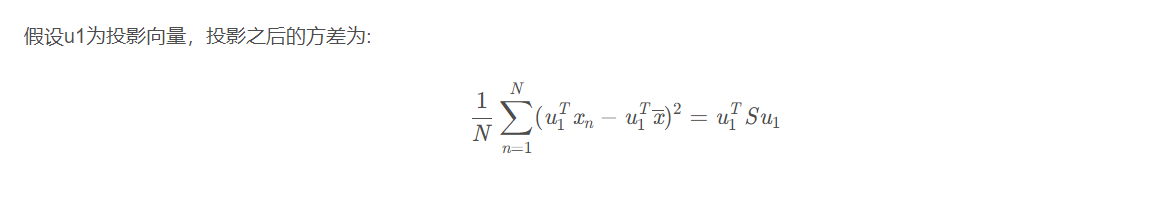 假设u1为投影向量，投影之后的方差为:
$$\frac{1}{N}\sum_{n=1}^{N}(u_1^T x_n - u_1^T \overline{x})^2 = u_1^T S u_1$$